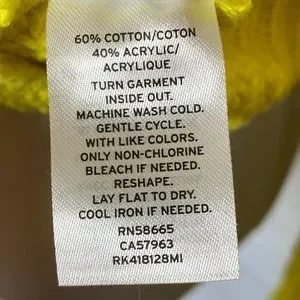 60% COTTON/COTON
40% ACRYLIC/
ACRYLIQUE
TURN GARMENT
INSIDE OUT.
MACHINE WASH COLD.
GENTLE CYCLE.
WITH LIKE COLORS.
ONLY NON-CHLORINE
BLEACH IF NEEDED.
RESHAPE.
LAY FLAT TO DRY.
COOL IRON IF NEEDED.
RN58665
CA57963
RK418128MI